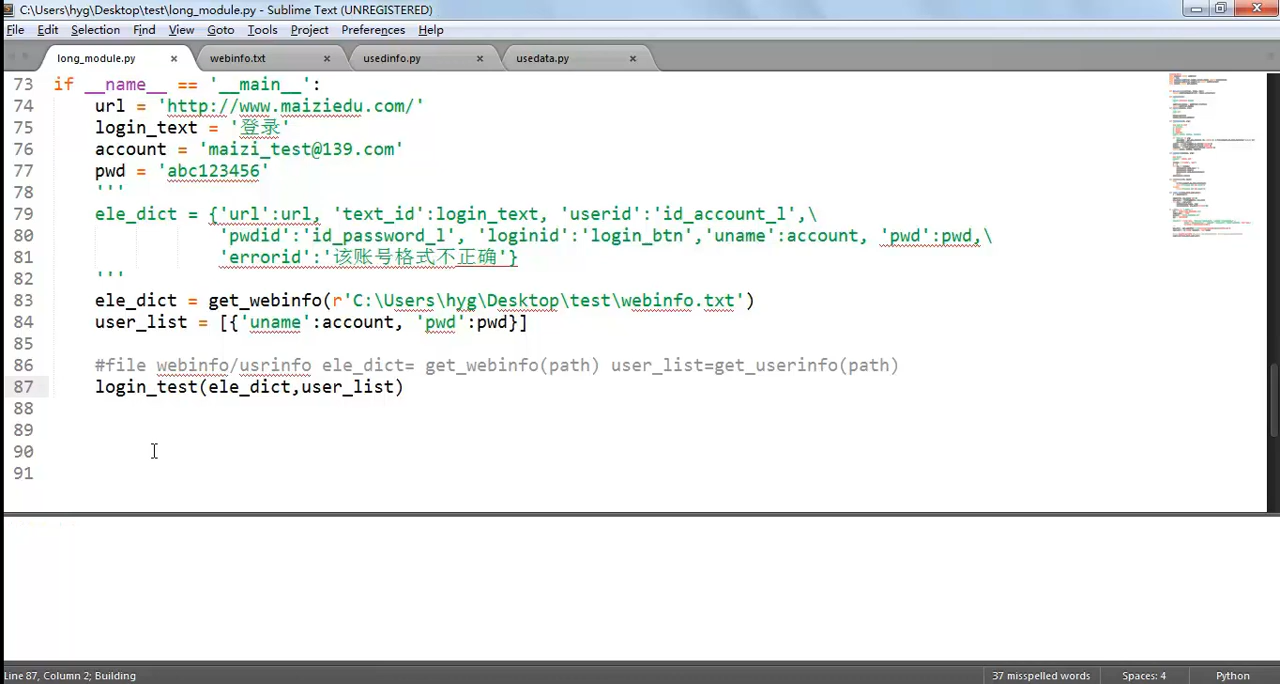 C:\Users\hyg\Desktop\test\long_module.py - Sublime Text (UNREGISTERED)
File Edit Selection Find View Goto Tools Project Preferences Help
long_module.py × webinfo.txt × usedinfo.py × usedata.py ×
73 if __name__ == '__main__':
74 url = 'http://www.maiziedu.com/'
75 login_text = '登录'
76 account = 'maizi_test@139.com'
77 pwd = 'abc123456'
78 '''
79 ele_dict = {'url':url, 'text_id':login_text, 'userid':'id_account_l',\
80 'pwdid':'id_password_l', 'loginid':'login_btn','uname':account, 'pwd':pwd,\
81 'errorid':'该账号格式不正确'}
82 '''
83 ele_dict = get_webinfo(r'C:\Users\hyg\Desktop\test\webinfo.txt')
84 user_list = [{'uname':account, 'pwd':pwd}]
85
86 #file webinfo/usrinfo ele_dict= get_webinfo(path) user_list=get_userinfo(path)
87 login_test(ele_dict,user_list)
88
89
90
91
Line 87, Column 2; Building 37 misspelled words Spaces: 4 Python